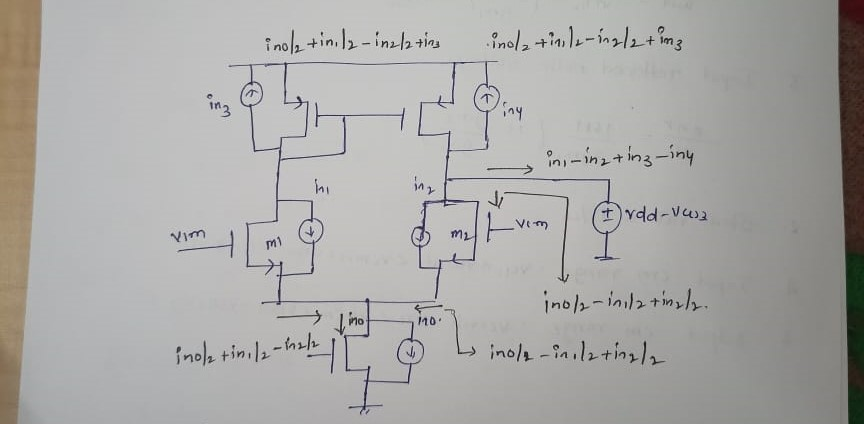 ino/2 + in1/2 - in2/2 + in3
ino/2 + in1/2 - in2/2 + in3
in3
in4
in1 - in2 + in3 - in4
in1
in2
vim
m1
m2
vcm
± vdd - vGS3
ino/2 - in1/2 + in2/2.
ino
ino.
ino/2 + in1/2 - in2/2
ino/2 - in1/2 + in2/2